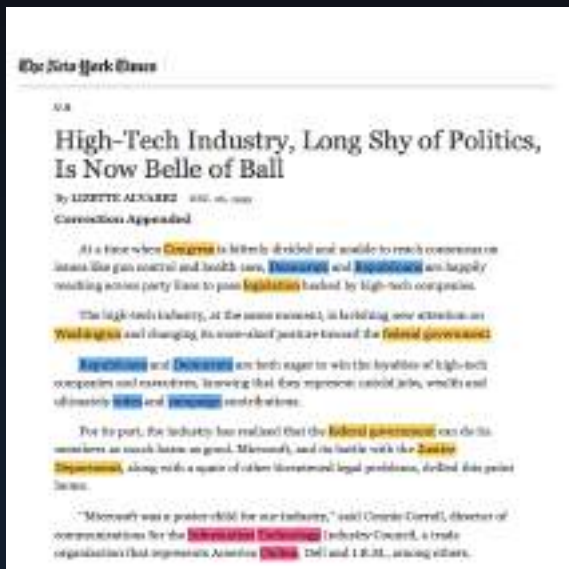 The New York Times
U.S.
High-Tech Industry, Long Shy of Politics,
Is Now Belle of Ball
By LIZETTE ALVAREZ DEC. 26, 1999
Correction Appended
At a time when Congress is bitterly divided and unable to reach consensus on
issues like gun control and health care, Democrats and Republicans are happily
reaching across party lines to pass legislation backed by high-tech companies.
The high-tech industry, at the same moment, is lavishing new attention on
Washington and changing its once-aloof posture toward the federal government.
Republicans and Democrats are both eager to win the loyalties of high-tech
companies and executives, knowing that they represent untold jobs, wealth and
ultimately votes and campaign contributions.
For its part, the industry has realized that the federal government can do its
members as much harm as good. Microsoft, and its battle with the Justice
Department, along with a spate of other threatened legal problems, drilled this point
home.
"Microsoft was a poster child for our industry," said Connie Correll, director of
communications for the Information Technology Industry Council, a trade
organization that represents America Online, Dell and I.B.M., among others.